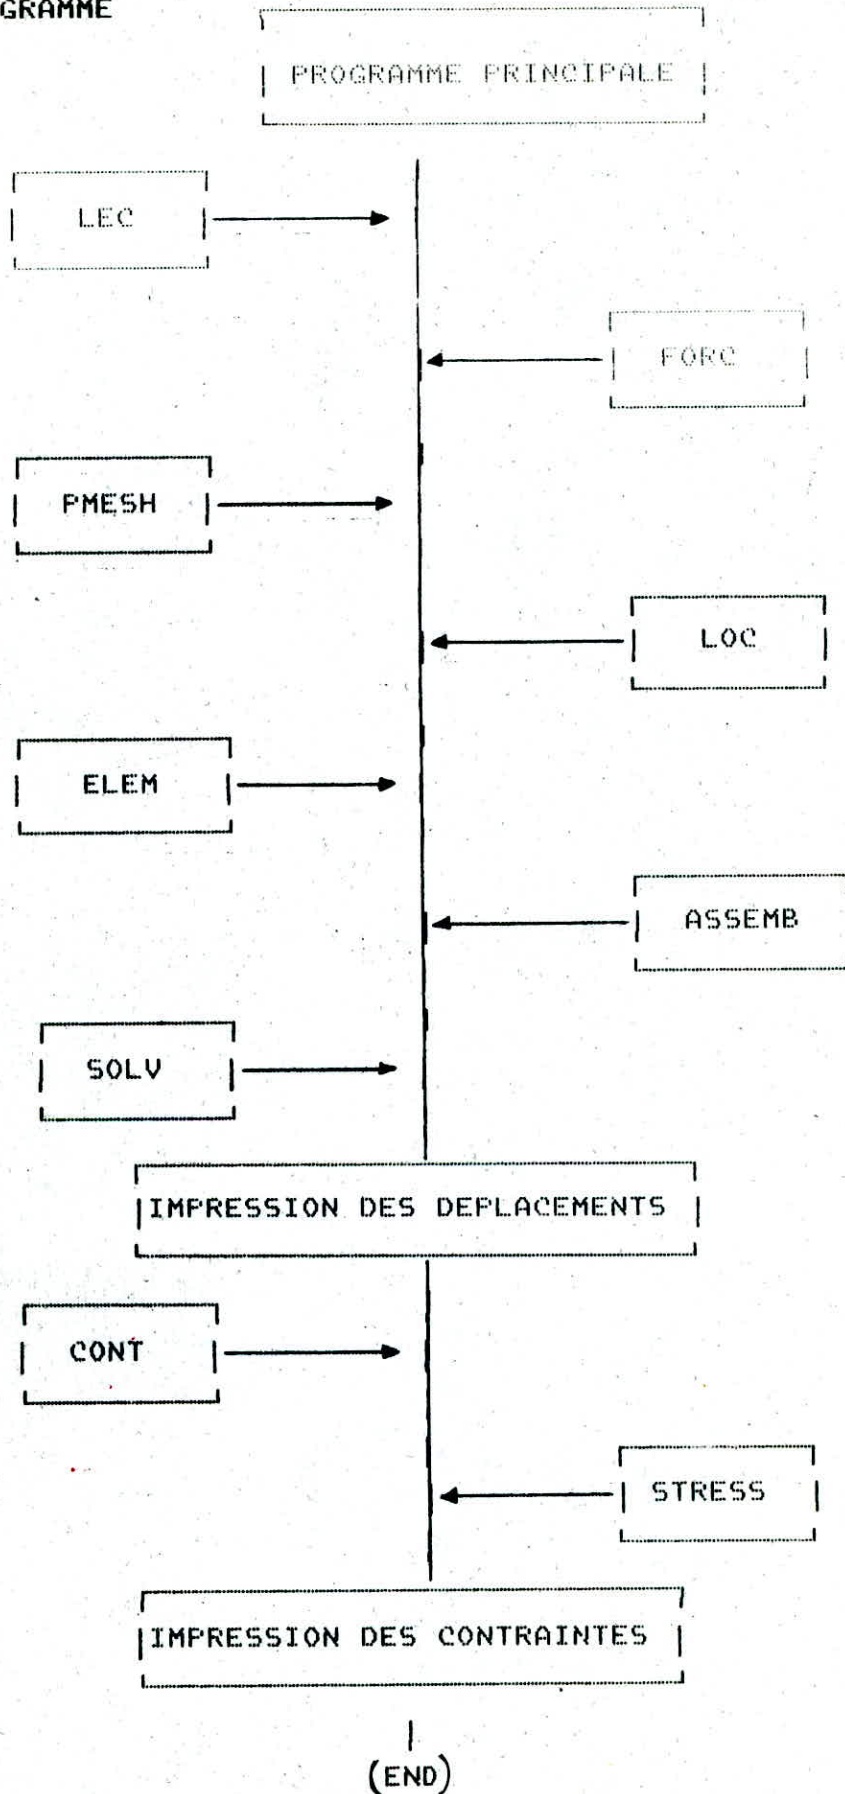 GRAMME
PROGRAMME PRINCIPALE
LEC
FORC
PMESH
LOC
ELEM
ASSEMB
SOLV
IMPRESSION DES DEPLACEMENTS
CONT
STRESS
IMPRESSION DES CONTRAINTES
(END)